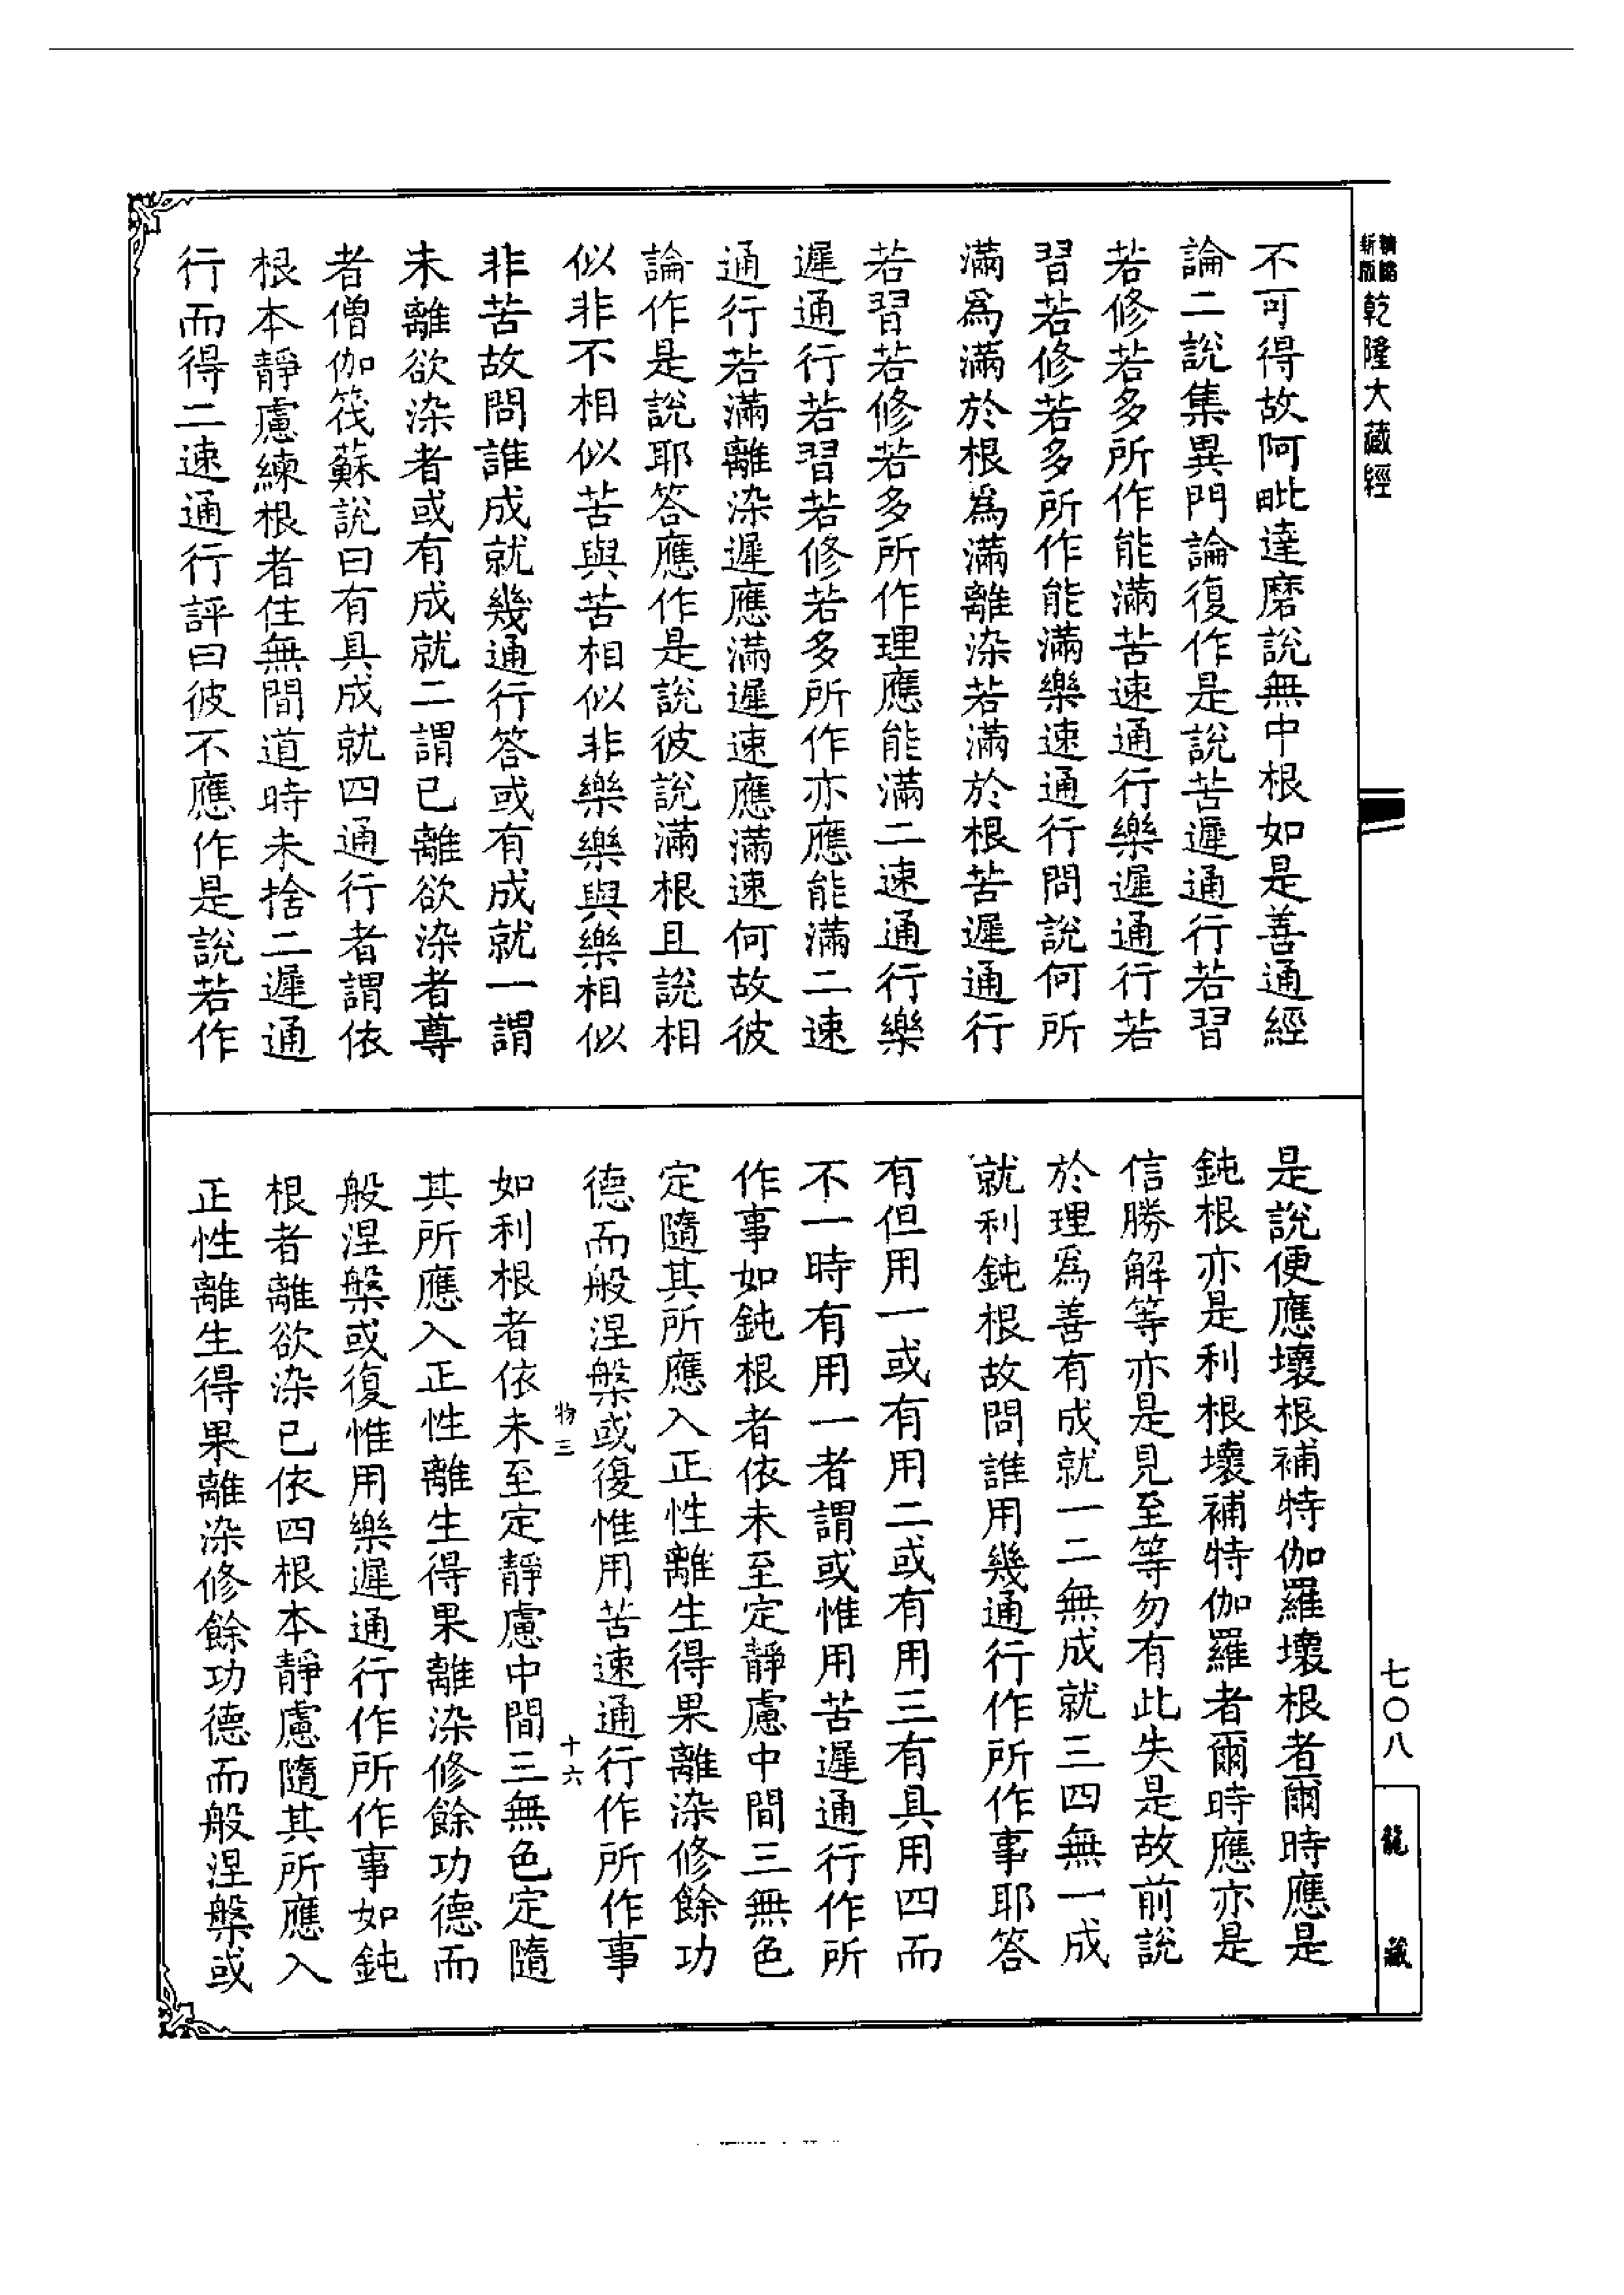 新版精縮乾隆大藏經
不可得故阿毗達磨說無中根如是善通經
論二說集異門論復作是說苦遲通行若習
若修若多所作能滿苦速通行樂遲通行若
習若修若多所作能滿樂速通行問說何所
滿爲滿於根爲滿離染若滿於根苦遲通行
若習若修若多所作理應能滿二速通行樂
遲通行若習若修若多所作亦應能滿二速
通行若滿離染遲應滿遲速應滿速何故彼
論作是說耶答應作是說彼說滿根且說相
似非不相似苦與苦相似非樂樂與樂相似
非苦故問誰成就幾通行答或有成就一謂
未離欲染者或有成就二謂已離欲染者尊
者僧伽筏蘇說曰有具成就四通行者謂依
根本靜慮練根者住無間道時未捨二遲通
行而得二速通行評曰彼不應作是說若作
是說便應壞根補特伽羅壞根者爾時應是
鈍根亦是利根壞補特伽羅者爾時應亦是
信勝解等亦是見至等勿有此失是故前說
於理爲善有成就一二無成就三四無一成
就利鈍根故問誰用幾通行作所作事耶答
有但用一或有用二或有用三有具用四而
不一時有用一者謂或惟用苦遲通行作所
作事如鈍根者依未至定靜慮中間三無色
定隨其所應入正性離生得果離染修餘功
德而般涅槃或復惟用苦速通行作所作事
物三
十六
如利根者依未至定靜慮中間三無色定隨
其所應入正性離生得果離染修餘功德而
般涅槃或復惟用樂遲通行作所作事如鈍
根者離欲染已依四根本靜慮隨其所應入
正性離生得果離染修餘功德而般涅槃或
七〇八
龍藏